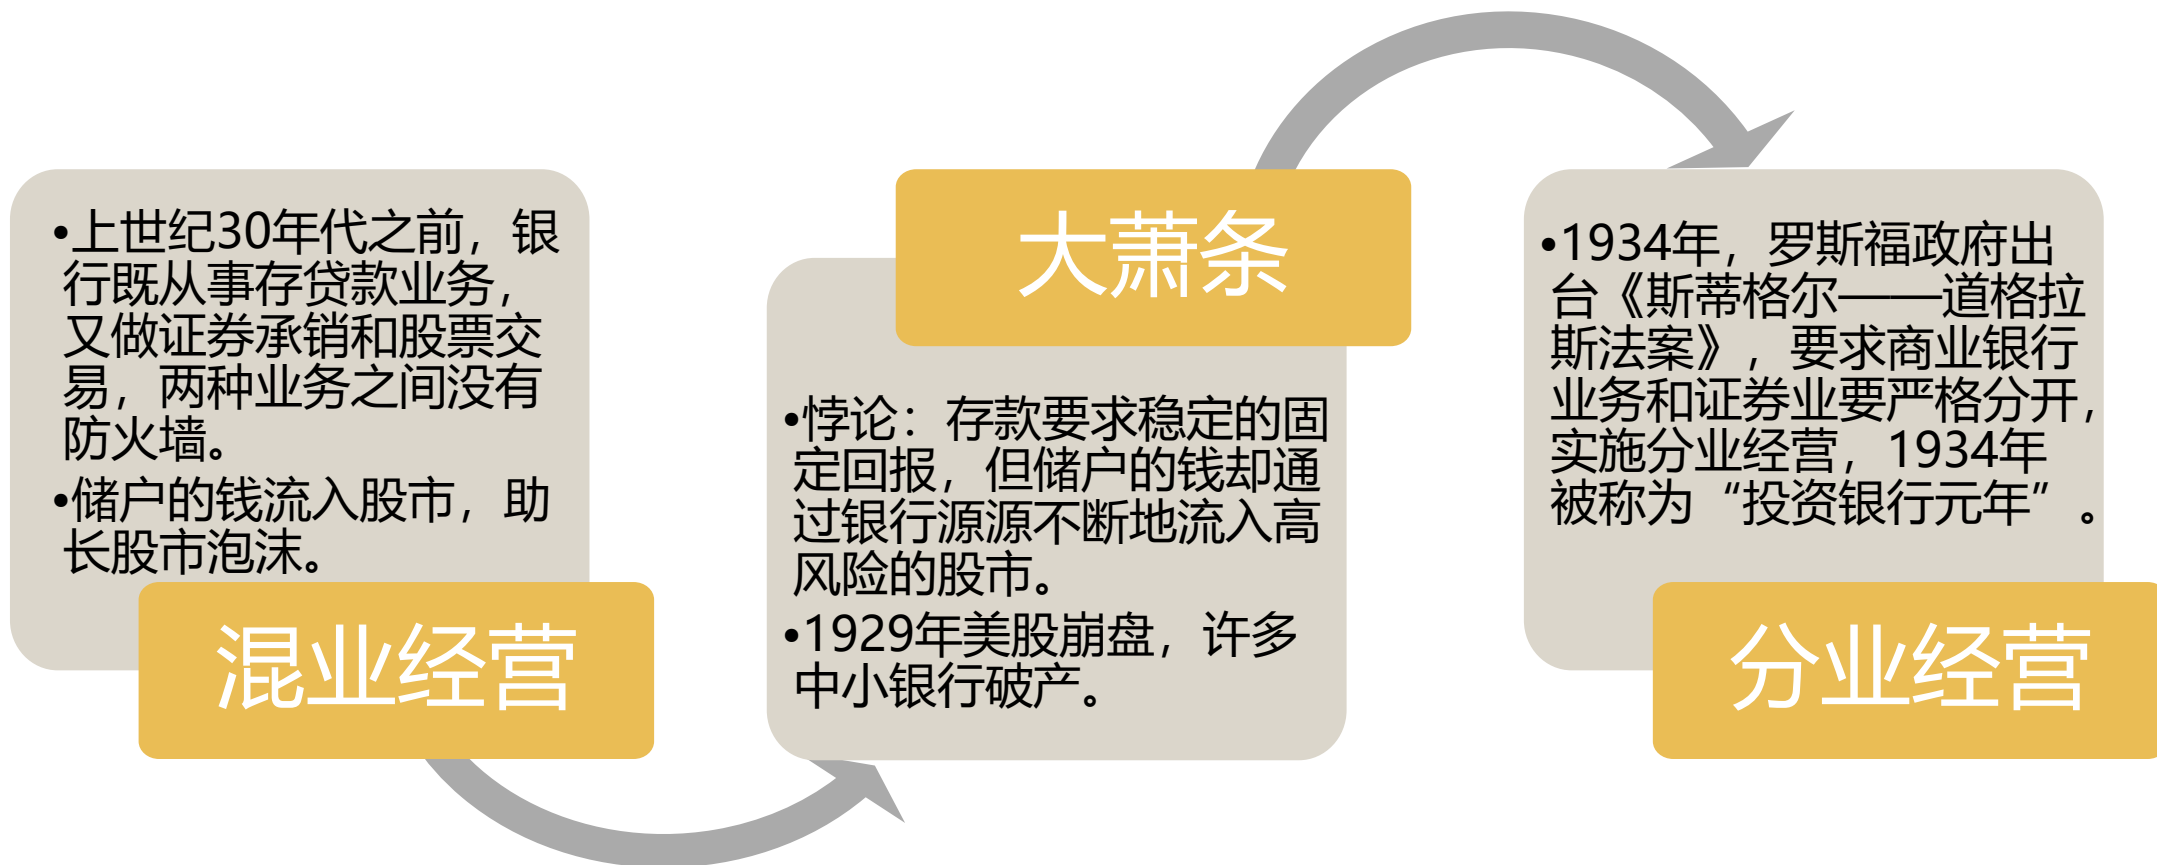 •上世纪30年代之前，银
行既从事存贷款业务，
又做证券承销和股票交
易，两种业务之间没有
防火墙。
•储户的钱流入股市，助
长股市泡沫。
混业经营
大萧条
•悖论：存款要求稳定的固
定回报，但储户的钱却通
过银行源源不断地流入高
风险的股市。
•1929年美股崩盘，许多
中小银行破产。
•1934年，罗斯福政府出
台《斯蒂格尔——道格拉
斯法案》，要求商业银行
业务和证券业要严格分开，
实施分业经营，1934年
被称为“投资银行元年”。
分业经营